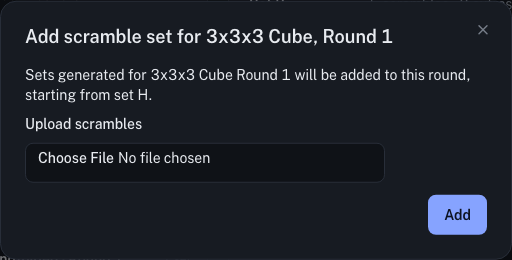 Add scramble set for 3x3x3 Cube, Round 1
Sets generated for 3x3x3 Cube Round 1 will be added to this round,
starting from set H.
Upload scrambles
Choose File No file chosen
Add